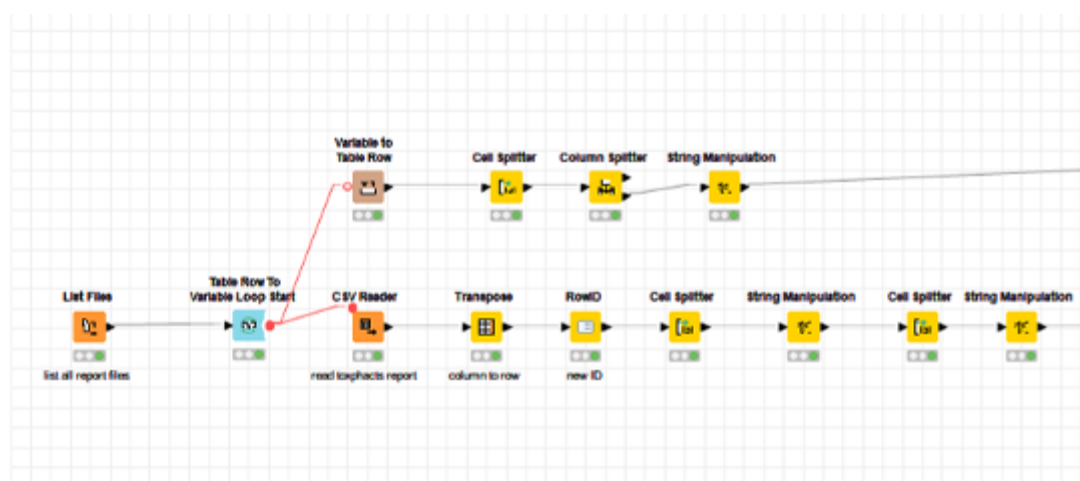 Variable to
Table Row
Cell Splitter
Column Splitter
String Manipulation
List Files
Table Row To
Variable Loop Start
CSV Reader
Transpose
RowID
Cell Splitter
String Manipulation
Cell Splitter
String Manipulation
list all report files
read toxphacts report
column to row
new ID